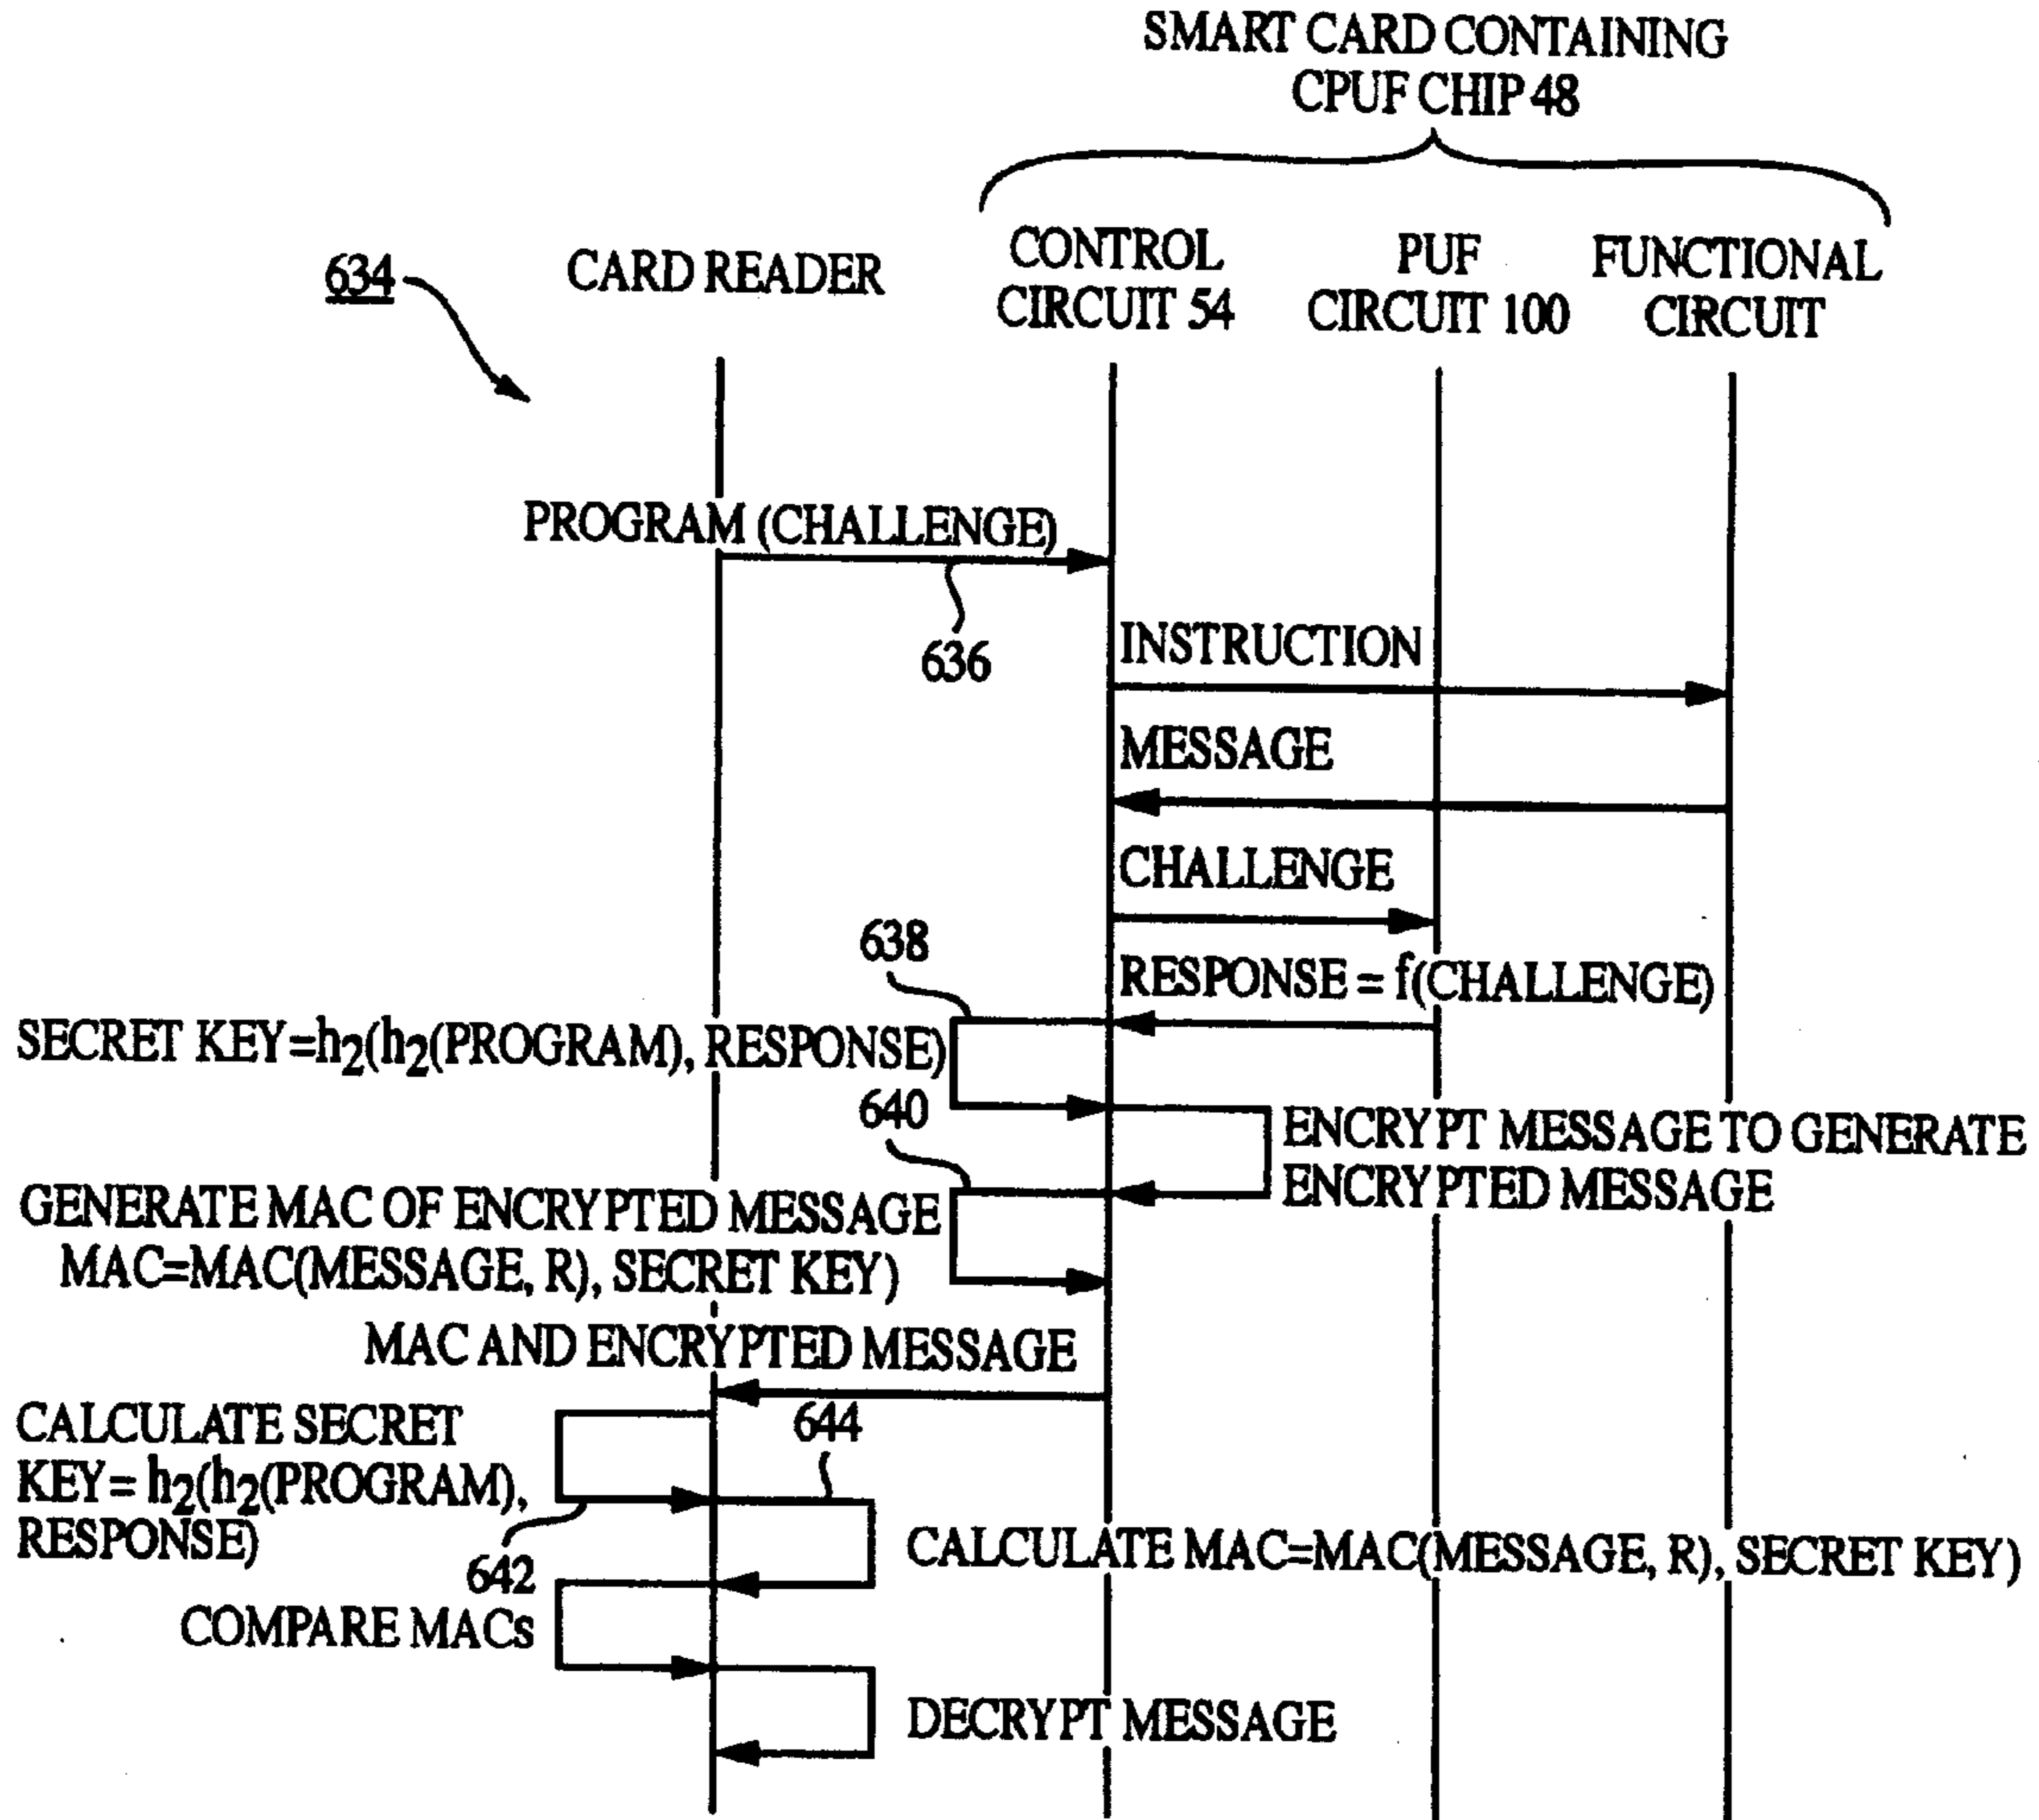 SMART CARD CONTAINING
CPUF CHIP 48
634
CARD READER
CONTROL
CIRCUIT 54
PUF
CIRCUIT 100
FUNCTIONAL
CIRCUIT
PROGRAM (CHALLENGE)
636
INSTRUCTION
MESSAGE
CHALLENGE
638
RESPONSE = f(CHALLENGE)
SECRET KEY=h2(h2(PROGRAM), RESPONSE)
640
ENCRYPT MESSAGE TO GENERATE
ENCRYPTED MESSAGE
GENERATE MAC OF ENCRYPTED MESSAGE
MAC=MAC(MESSAGE, R), SECRET KEY)
MAC AND ENCRYPTED MESSAGE
644
CALCULATE SECRET
KEY= h2(h2(PROGRAM),
RESPONSE)
642
CALCULATE MAC=MAC(MESSAGE, R), SECRET KEY)
COMPARE MACs
DECRYPT MESSAGE